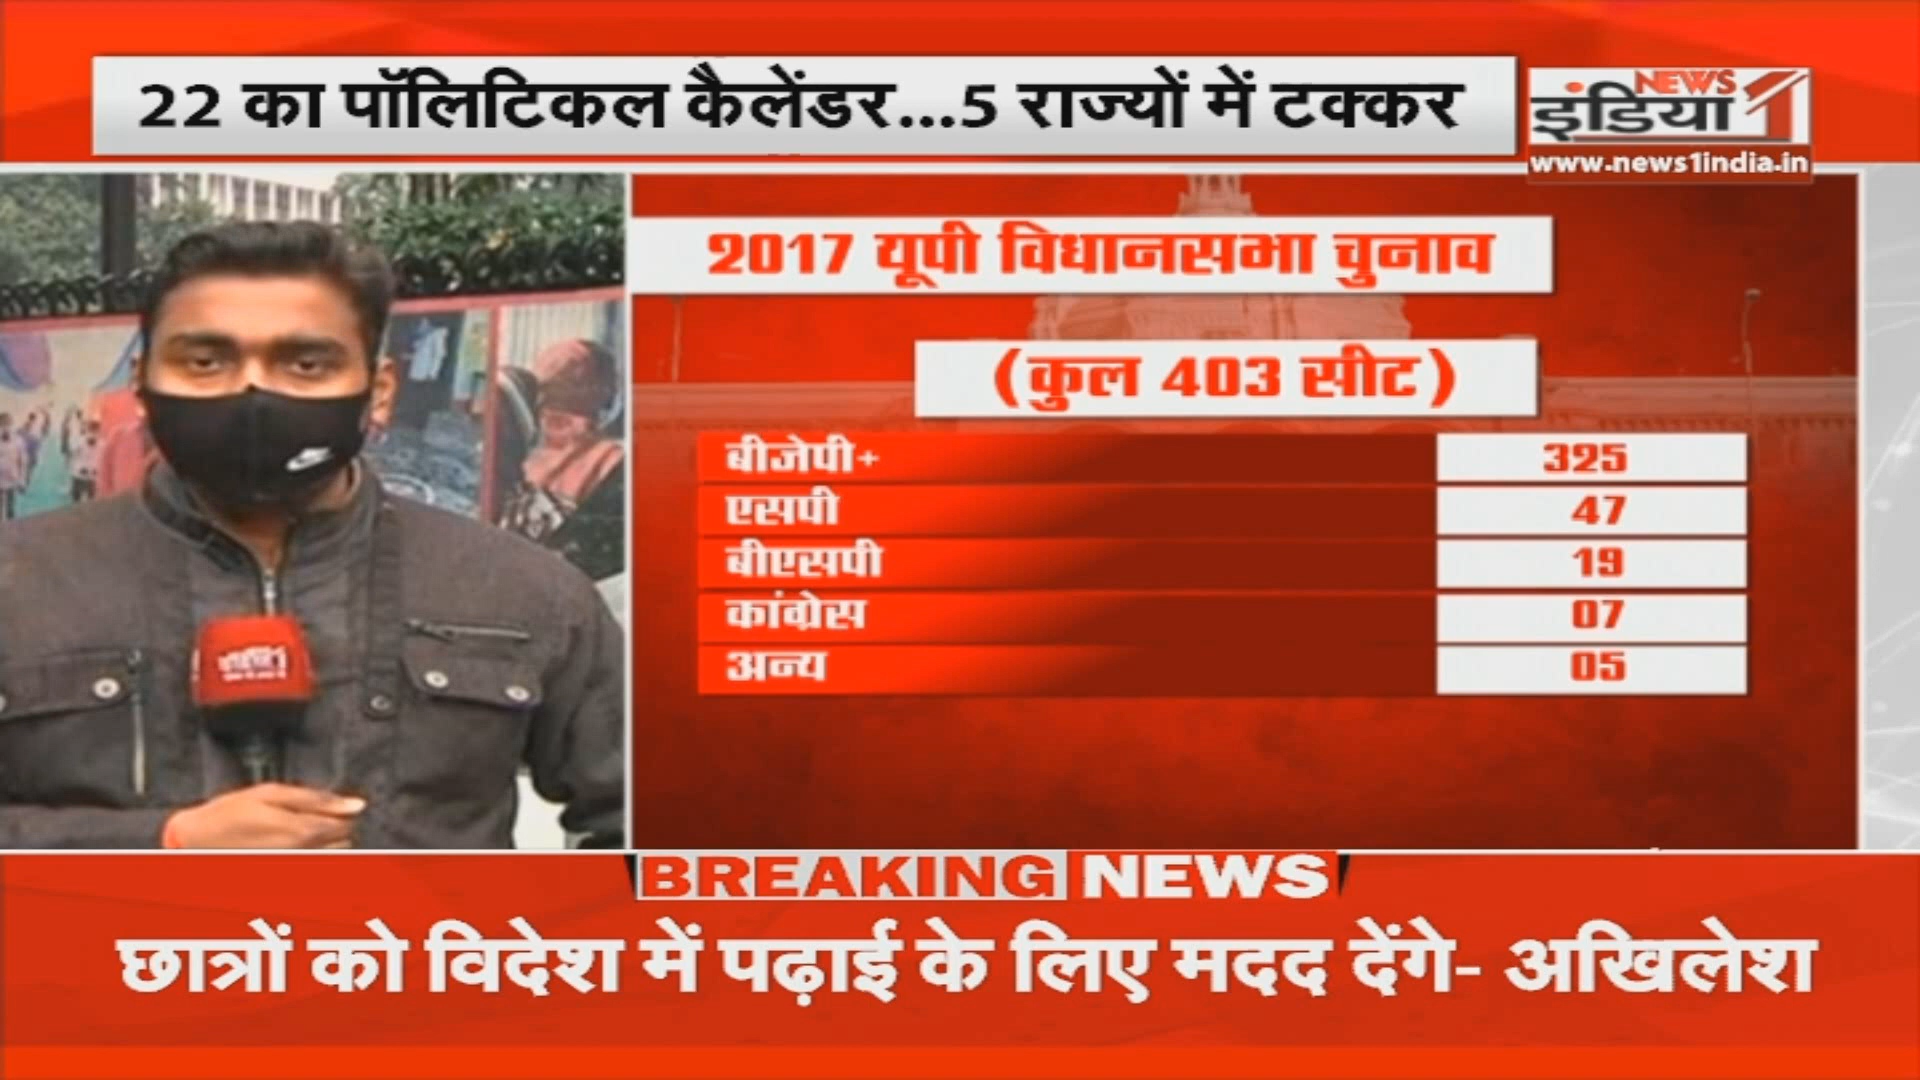 22 का पॉलिटिकल कैलेंडर...5 राज्यों में टक्कर
NEWS
इंडिया 1
www.news1india.in
2017 यूपी विधानसभा चुनाव
(कुल 403 सीट)
बीजेपी+ 325
एसपी 47
बीएसपी 19
कांग्रेस 07
अन्य 05
BREAKING NEWS
छात्रों को विदेश में पढ़ाई के लिए मदद देंगे- अखिलेश